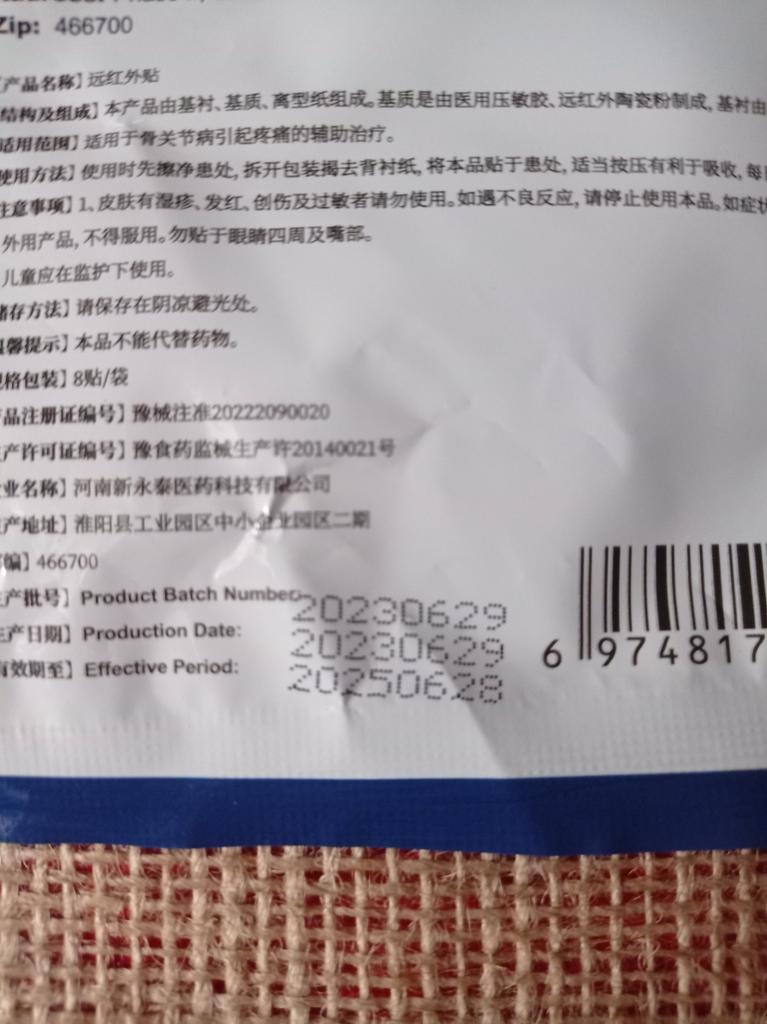 Zip: 466700
产品名称】远红外贴
结构及组成】本产品由基衬、基质、离型纸组成。基质是由医用压敏胶、远红外陶瓷粉制成, 基衬由
适用范围】适用于骨关节病引起疼痛的辅助治疗。
使用方法】使用时先擦净患处, 拆开包装揭去背衬纸, 将本品贴于患处, 适当按压有利于吸收, 每
注意事项】1、皮肤有湿疹、发红、创伤及过敏者请勿使用。如遇不良反应, 请停止使用本品。如症状
外用产品, 不得服用。勿贴于眼睛四周及嘴部。
儿童应在监护下使用。
储存方法】请保存在阴凉避光处。
温馨提示】本品不能代替药物。
规格包装】8贴/袋
品注册证编号】豫械注准20222090020
产许可证编号】豫食药监械生产许20140021号
业名称】河南新永泰医药科技有限公司
产地址】淮阳县工业园区中小企业园区二期
编】466700
产批号】Product Batch Number: 20230629
生产日期】Production Date: 20230629
有效期至】Effective Period: 20250628
6 974817